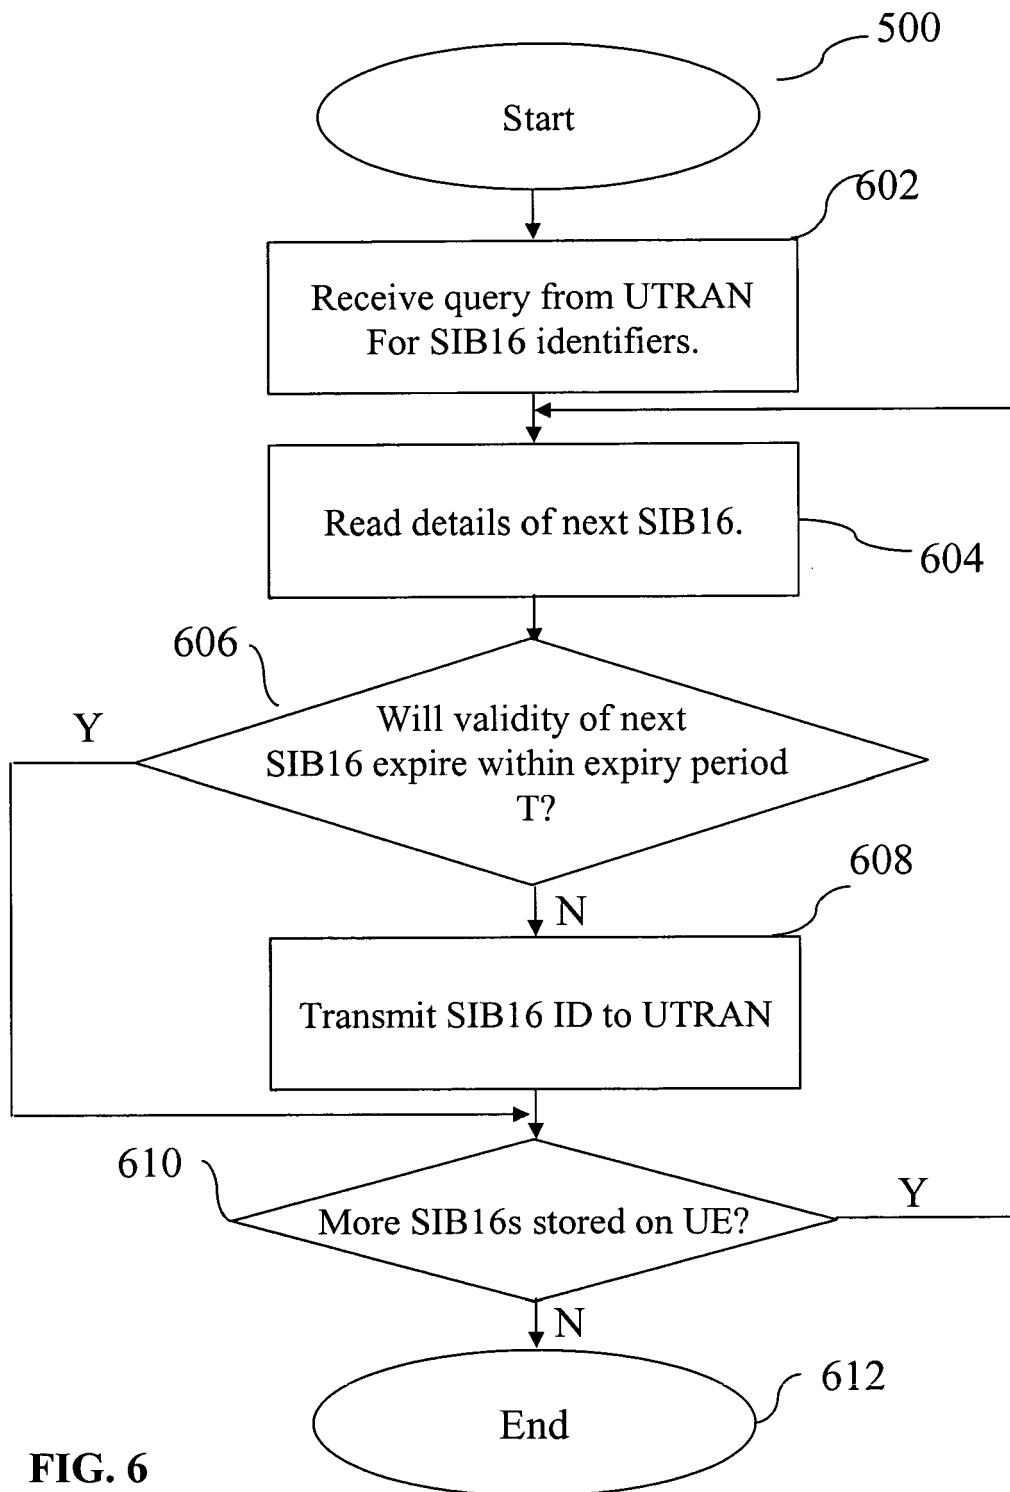 500
Start
602
Receive query from UTRAN
For SIB16 identifiers.
Read details of next SIB16.
604
606
Y
Will validity of next
SIB16 expire within expiry period
T?
608
N
Transmit SIB16 ID to UTRAN
610
More SIB16s stored on UE?
Y
N
End
612
FIG. 6